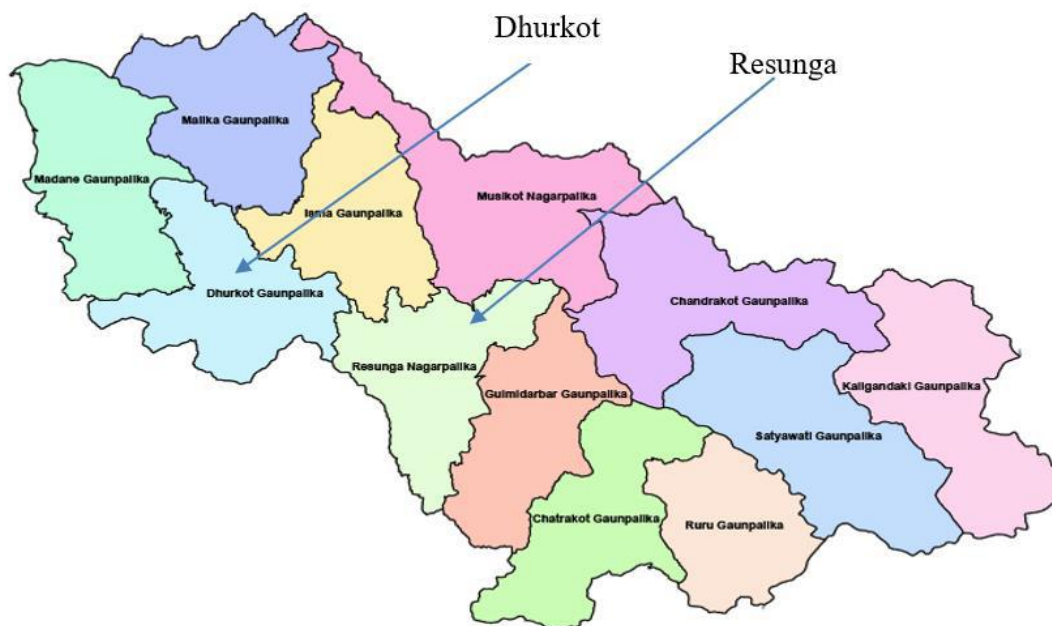 Dhurkot
Resunga
Malika Gaunpalika
Madane Gaunpalika
Isma Gaunpalika
Musikot Nagarpalika
Dhurkot Gaunpalika
Chandrakot Gaunpalika
Resunga Nagarpalika
Gulmidarbar Gaunpalika
Kaligandaki Gaunpalika
Satyawati Gaunpalika
Chatrakot Gaunpalika
Ruru Gaunpalika